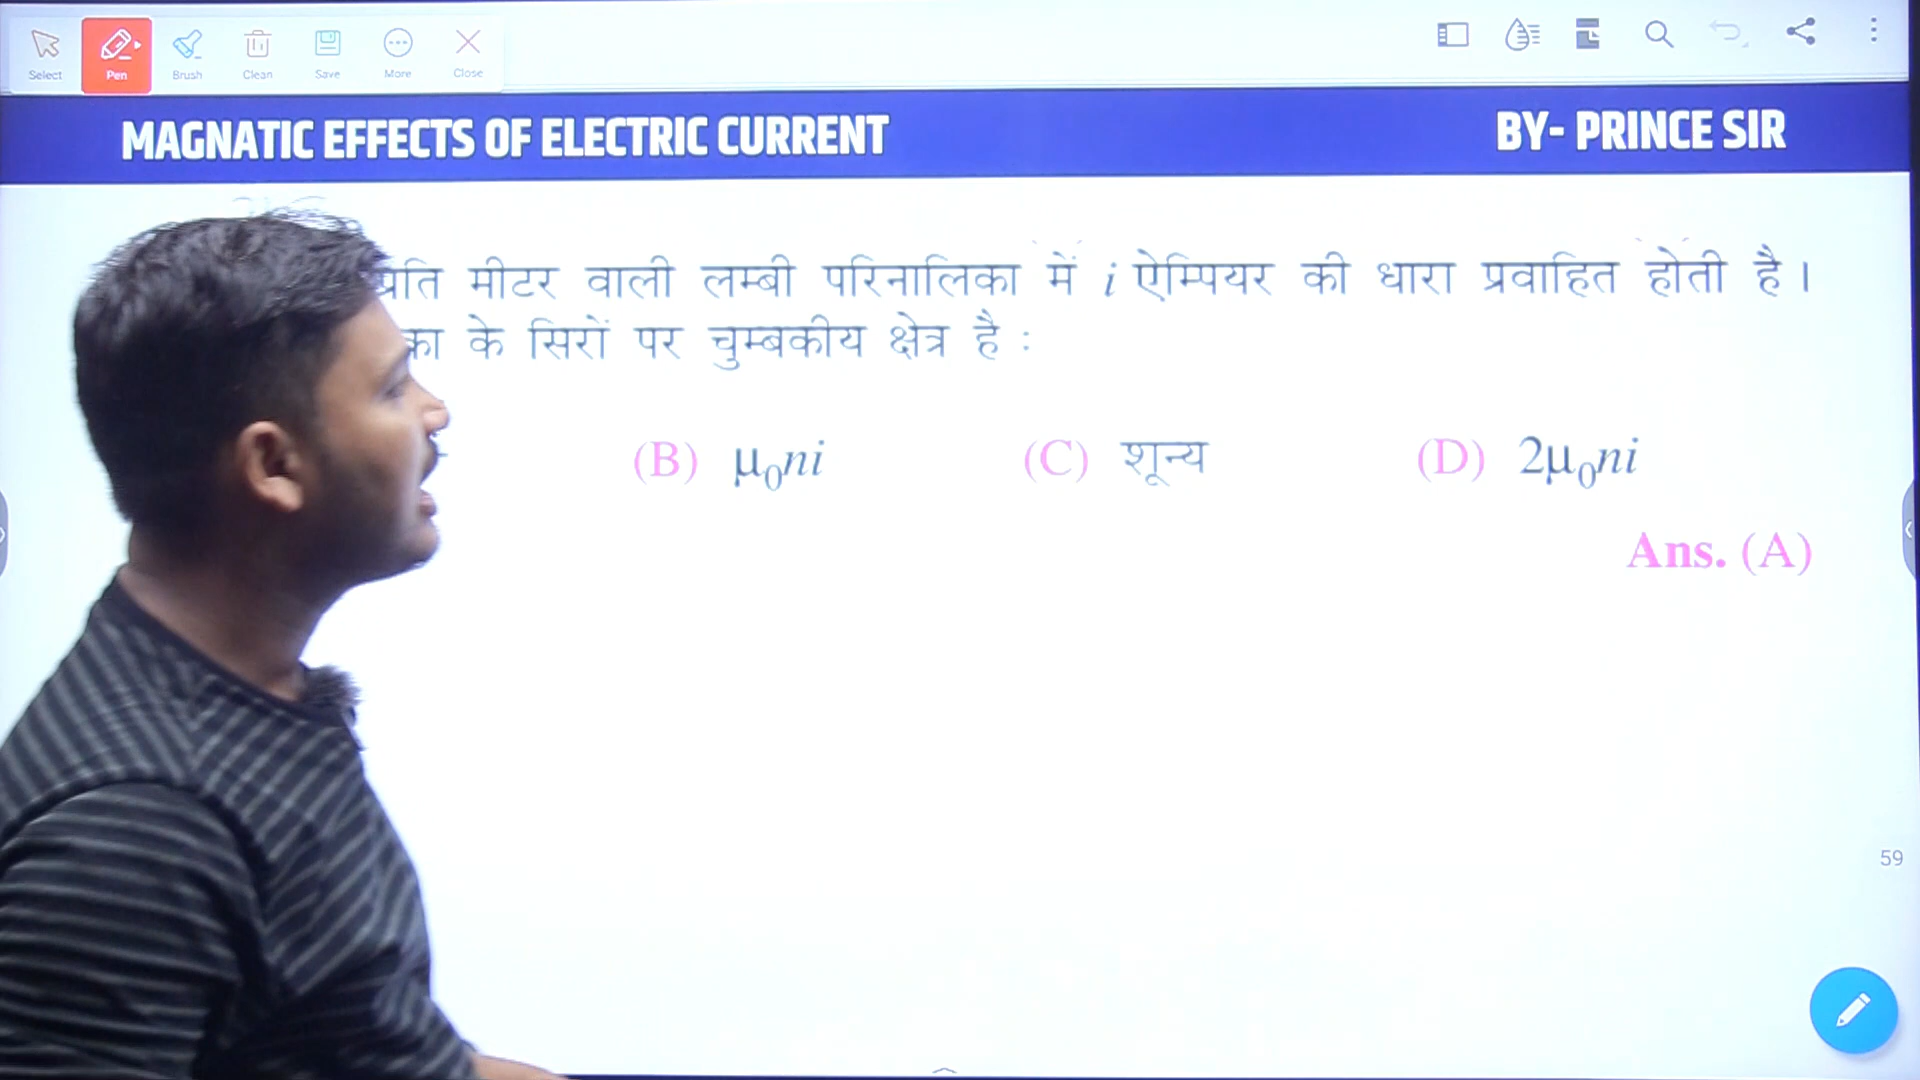 Select Pen Brush Clean Save More Close
MAGNATIC EFFECTS OF ELECTRIC CURRENT
BY- PRINCE SIR
प्रति मीटर वाली लम्बी परिनालिका में i ऐम्पियर की धारा प्रवाहित होती है।
के सिरों पर चुम्बकीय क्षेत्र है :
(B) μ₀ni (C) शून्य (D) 2μ₀ni
Ans. (A)
59